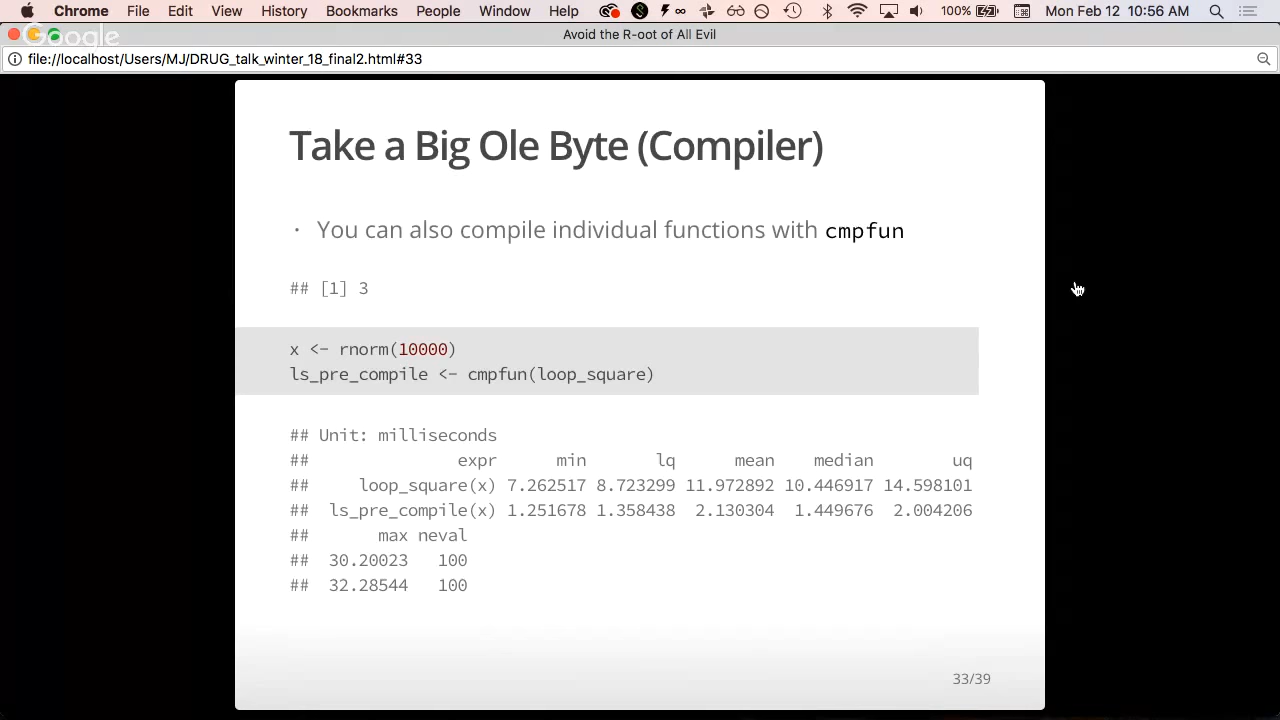 Chrome File Edit View History Bookmarks People Window Help 100% Mon Feb 12 10:56 AM
Google
Avoid the R-oot of All Evil
file://localhost/Users/MJ/DRUG_talk_winter_18_final2.html#33
Take a Big Ole Byte (Compiler)
• You can also compile individual functions with cmpfun
## [1] 3
x <- rnorm(10000)
ls_pre_compile <- cmpfun(loop_square)
## Unit: milliseconds
## expr min lq mean median uq
## loop_square(x) 7.262517 8.723299 11.972892 10.446917 14.598101
## ls_pre_compile(x) 1.251678 1.358438 2.130304 1.449676 2.004206
## max neval
## 30.20023 100
## 32.28544 100
33/39